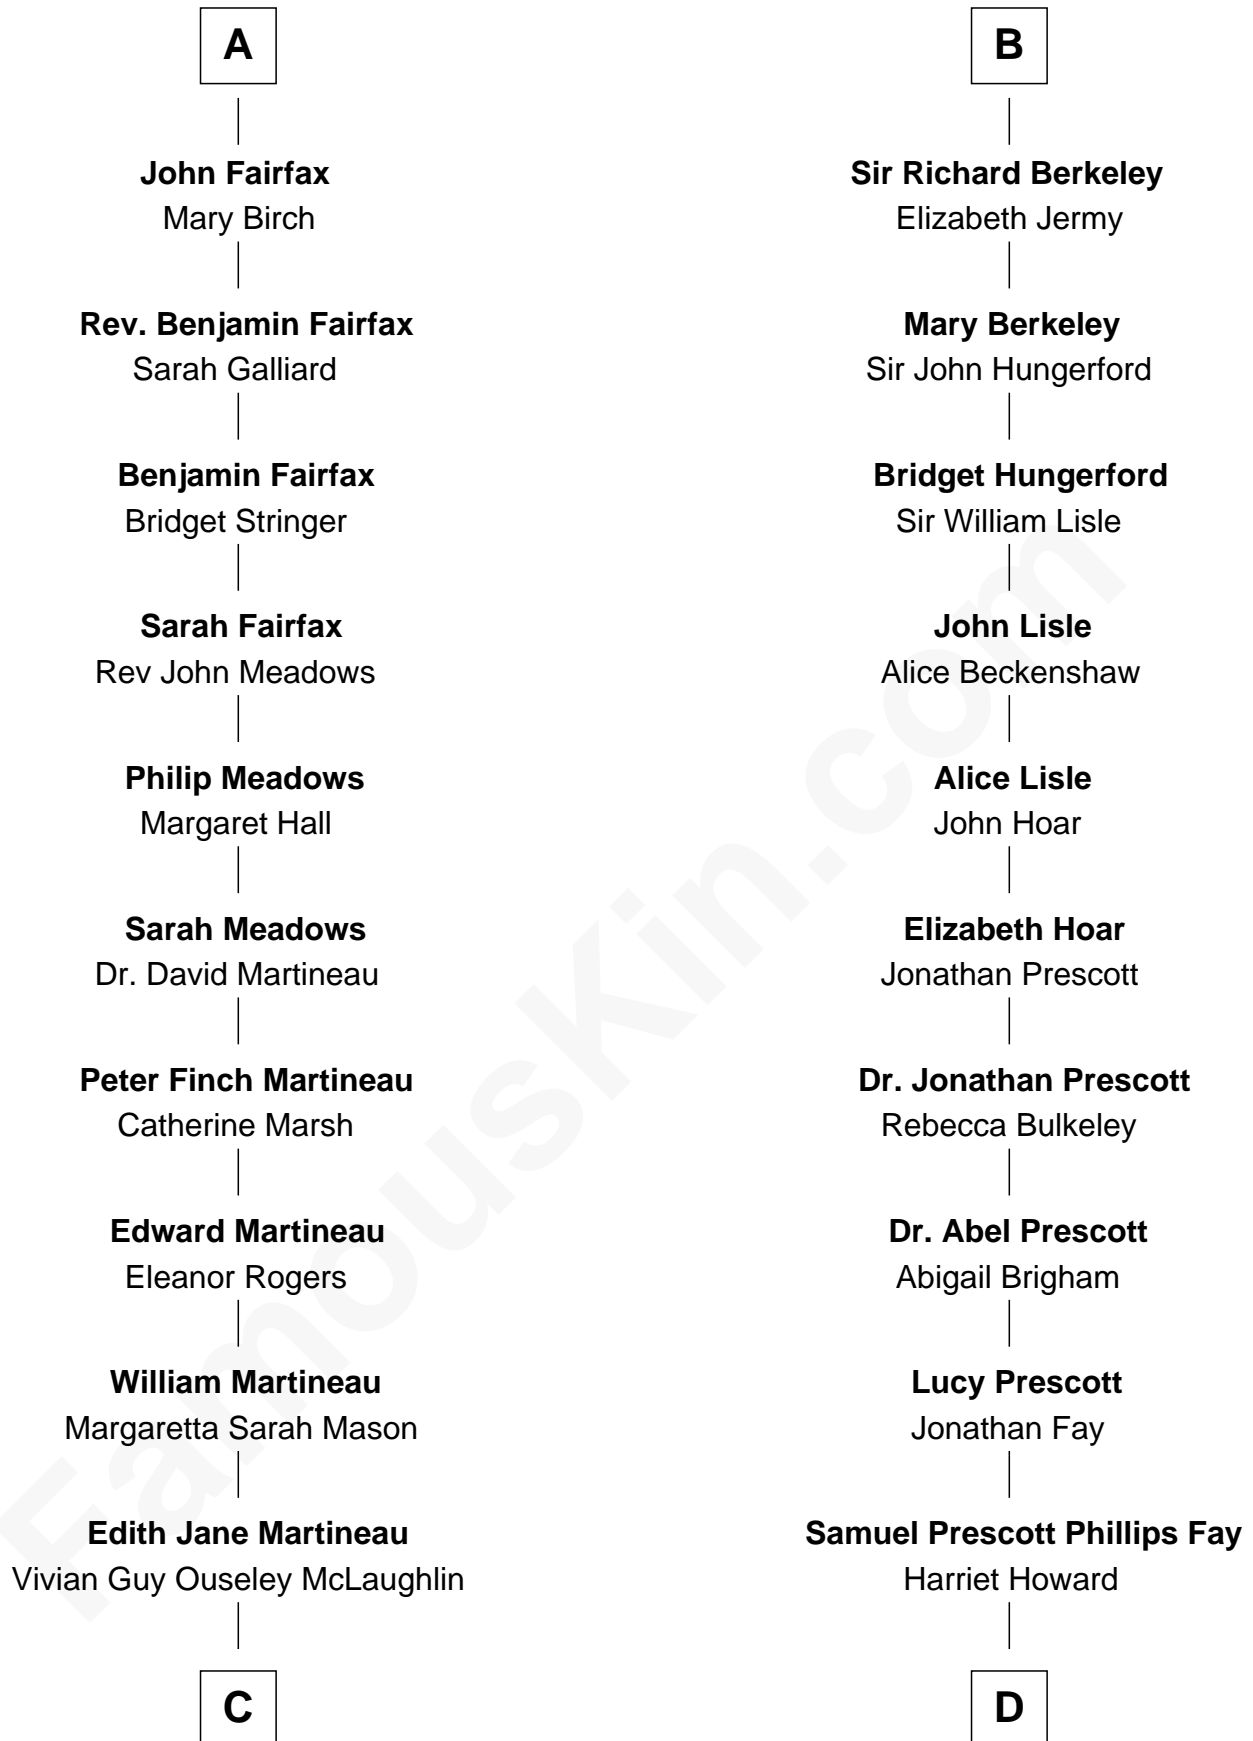 A
John Fairfax
Mary Birch
Rev. Benjamin Fairfax
Sarah Galliard
Benjamin Fairfax
Bridget Stringer
Sarah Fairfax
Rev John Meadows
Philip Meadows
Margaret Hall
Sarah Meadows
Dr. David Martineau
Peter Finch Martineau
Catherine Marsh
Edward Martineau
Eleanor Rogers
William Martineau
Margaretta Sarah Mason
Edith Jane Martineau
Vivian Guy Ouseley McLaughlin
C
B
Sir Richard Berkeley
Elizabeth Jermy
Mary Berkeley
Sir John Hungerford
Bridget Hungerford
Sir William Lisle
John Lisle
Alice Beckenshaw
Alice Lisle
John Hoar
Elizabeth Hoar
Jonathan Prescott
Dr. Jonathan Prescott
Rebecca Bulkeley
Dr. Abel Prescott
Abigail Brigham
Lucy Prescott
Jonathan Fay
Samuel Prescott Phillips Fay
Harriet Howard
D
FamousKin.com